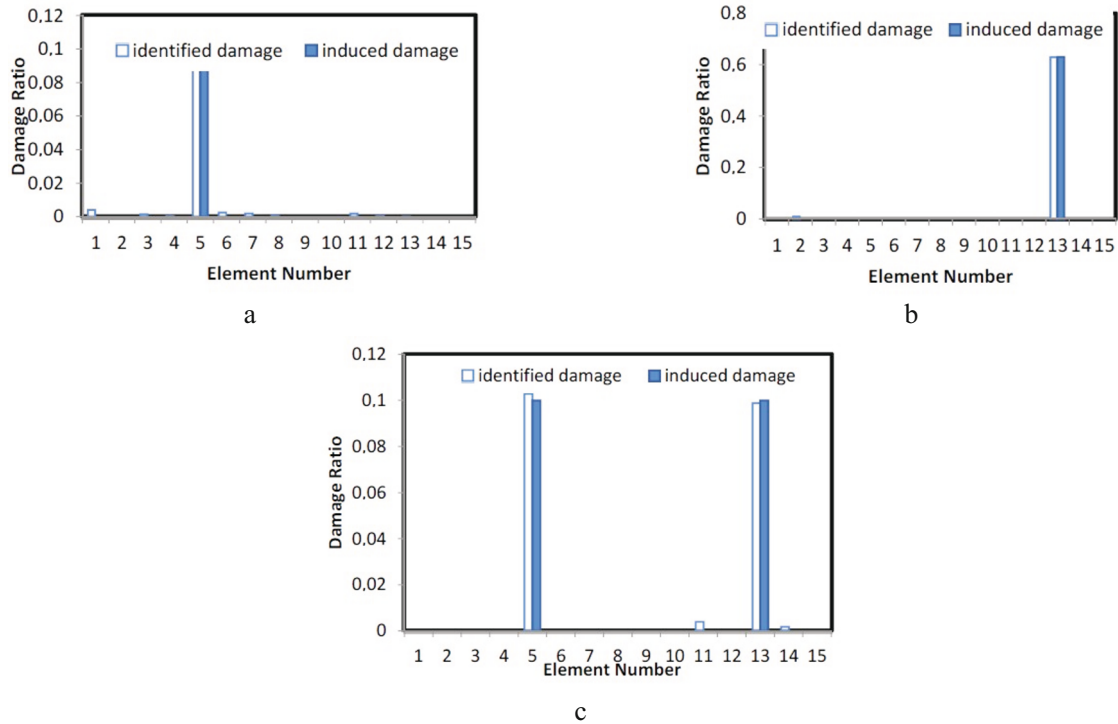 0.12
identified damage induced damage
0.1
0.08
0.06
0.04
0.02
0
Damage Ratio
1 2 3 4 5 6 7 8 9 10 11 12 13 14 15
Element Number
a
0.8
identified damage induced damage
0.6
0.4
0.2
0
Damage Ratio
1 2 3 4 5 6 7 8 9 10 11 12 13 14 15
Element Number
b
0.12
identified damage induced damage
0.1
0.08
0.06
0.04
0.02
0
Damage Ratio
1 2 3 4 5 6 7 8 9 10 11 12 13 14 15
Element Number
c